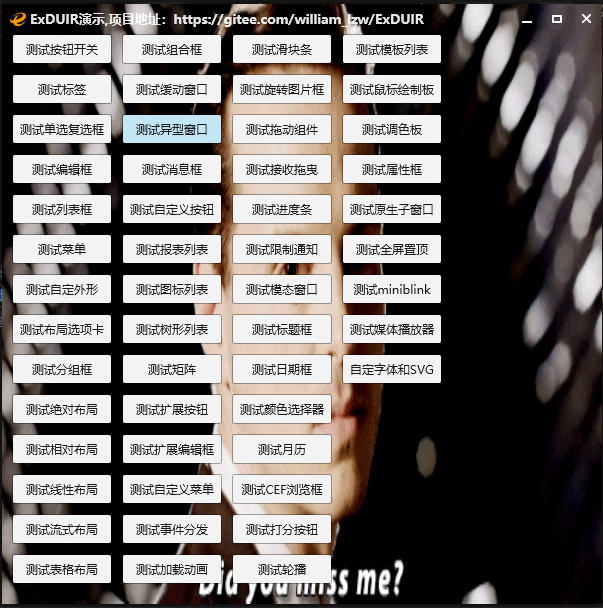 ExDUIR演示,项目地址：https://gitee.com/william_lzw/ExDUIR
测试按钮开关 测试组合框 测试滑块条 测试模板列表
测试标签 测试缓动窗口 测试旋转图片框 测试鼠标绘制板
测试单选复选框 测试异型窗口 测试拖动组件 测试调色板
测试编辑框 测试消息框 测试接收拖曳 测试属性框
测试列表框 测试自定义按钮 测试进度条 测试原生子窗口
测试菜单 测试报表列表 测试限制通知 测试全屏置顶
测试自定外形 测试图标列表 测试模态窗口 测试miniblink
测试布局选项卡 测试树形列表 测试标题框 测试媒体播放器
测试分组框 测试矩阵 测试日期框 自定字体和SVG
测试绝对布局 测试扩展按钮 测试颜色选择器
测试相对布局 测试扩展编辑框 测试月历
测试线性布局 测试自定义菜单 测试CEF浏览框
测试流式布局 测试事件分发 测试打分按钮
测试表格布局 测试加载动画 测试轮播
Did you miss me?